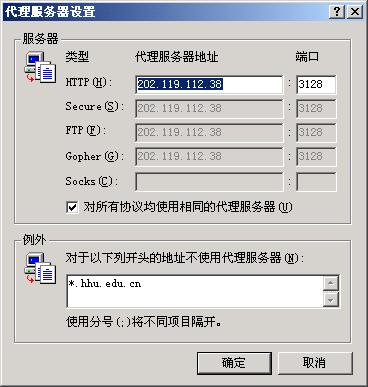 代理服务器设置
服务器
类型 代理服务器地址 端口
HTTP(H): 202.119.112.38 : 3128
Secure(S): 202.119.112.38 : 3128
FTP(F): 202.119.112.38 : 3128
Gopher(G): 202.119.112.38 : 3128
Socks(C): :
对所有协议均使用相同的代理服务器(U)
例外
对于以下列开头的地址不使用代理服务器(N):
*.hhu.edu.cn
使用分号(;)将不同项目隔开。
确定 取消